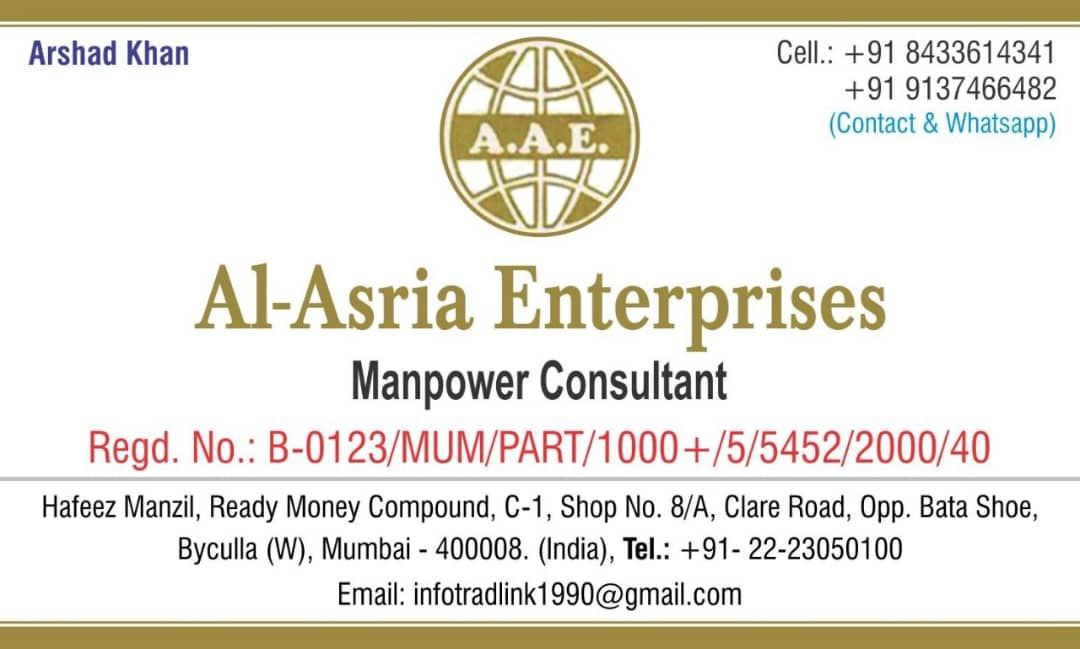 Arshad Khan
Cell.: +91 8433614341
+91 9137466482
(Contact & Whatsapp)
A.A.E.
Al-Asria Enterprises
Manpower Consultant
Regd. No.: B-0123/MUM/PART/1000+/5/5452/2000/40
Hafeez Manzil, Ready Money Compound, C-1, Shop No. 8/A, Clare Road, Opp. Bata Shoe,
Byculla (W), Mumbai - 400008. (India), Tel.: +91- 22-23050100
Email: infotradlink1990@gmail.com